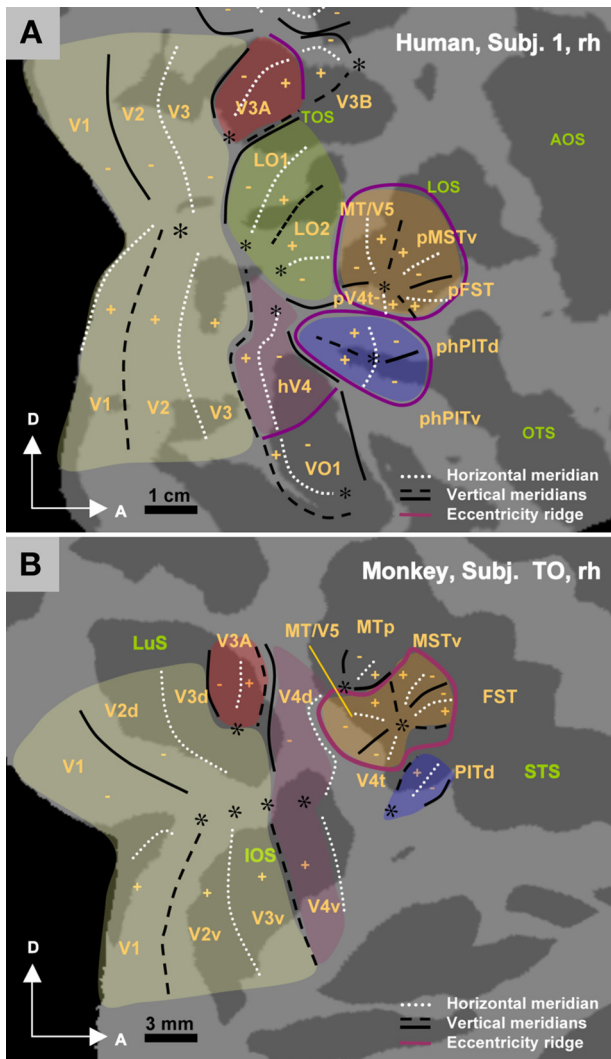 A
Human, Subj. 1, rh
V1
V2
V3
V3A
TOS
V3B
AOS
LO1
LO2
LOS
MT/V5
pMSTv
pV4t
pFST
phPITd
phPITv
hV4
VO1
OTS
V1
V2
V3
D
A
1 cm
Horizontal meridian
Vertical meridians
Eccentricity ridge
B
Monkey, Subj. TO, rh
LuS
V3A
MT/V5
MTp
MSTv
V2d
V3d
V4d
FST
V1
V4t
PITd
STS
IOS
V1
V2v
V3v
V4v
D
A
3 mm
Horizontal meridian
Vertical meridians
Eccentricity ridge